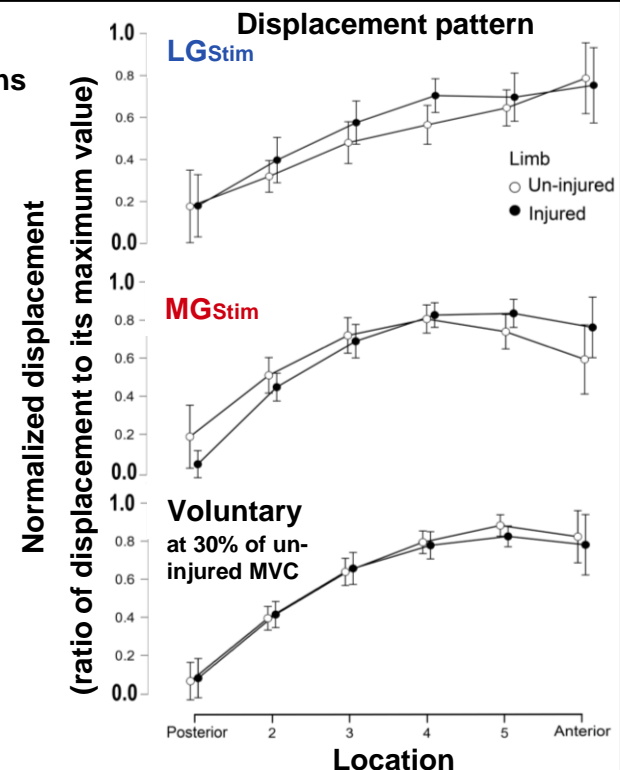 Displacement pattern
ns
Normalized displacement
(ratio of displacement to its maximum value)
LGStim
1.0
0.8
0.6
0.4
0.2
0.0
Limb
Un-injured
Injured
MGStim
1.0
0.8
0.6
0.4
0.2
0.0
Voluntary
at 30% of un-
injured MVC
1.0
0.8
0.6
0.4
0.2
0.0
Posterior 2 3 4 5 Anterior
Location